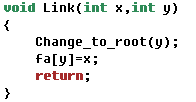 void Link(int x,int y)
{
    Change_to_root(y);
    fa[y]=x;
    return;
}